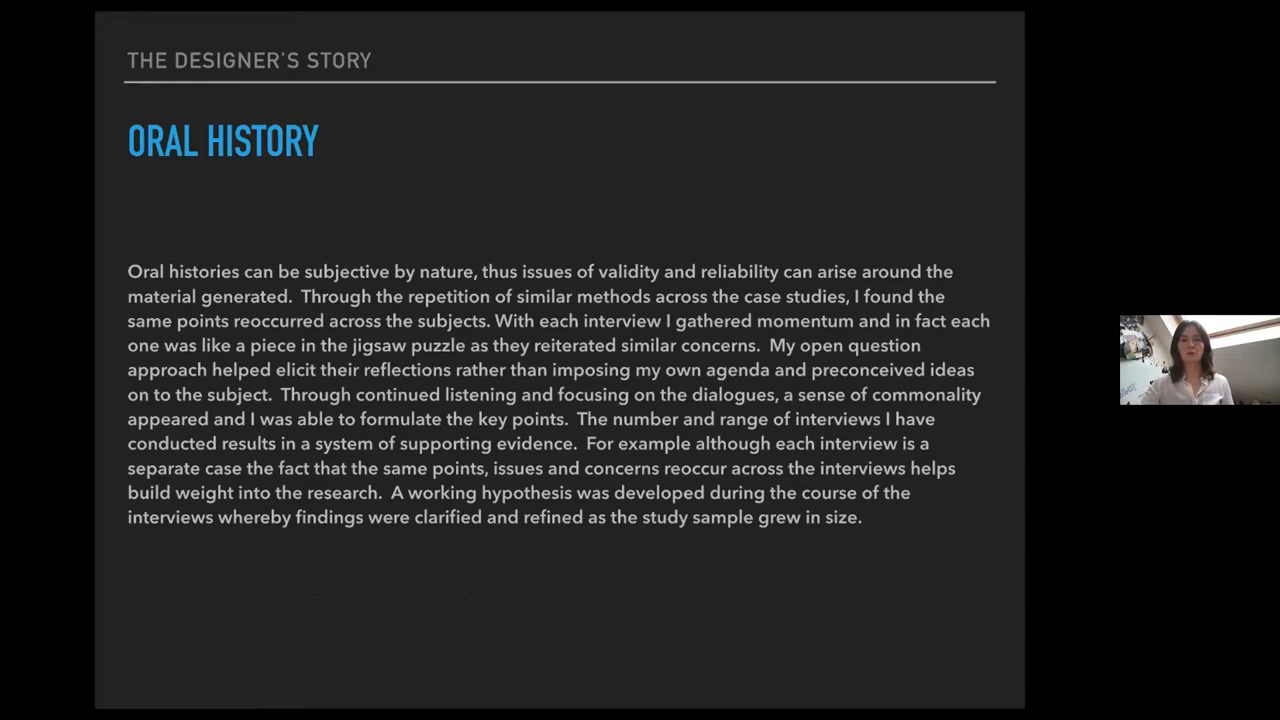 THE DESIGNER'S STORY
ORAL HISTORY
Oral histories can be subjective by nature, thus issues of validity and reliability can arise around the
material generated.  Through the repetition of similar methods across the case studies, I found the
same points reoccurred across the subjects. With each interview I gathered momentum and in fact each
one was like a piece in the jigsaw puzzle as they reiterated similar concerns.  My open question
approach helped elicit their reflections rather than imposing my own agenda and preconceived ideas
on to the subject.  Through continued listening and focusing on the dialogues, a sense of commonality
appeared and I was able to formulate the key points.  The number and range of interviews I have
conducted results in a system of supporting evidence.  For example although each interview is a
separate case the fact that the same points, issues and concerns reoccur across the interviews helps
build weight into the research.  A working hypothesis was developed during the course of the
interviews whereby findings were clarified and refined as the study sample grew in size.